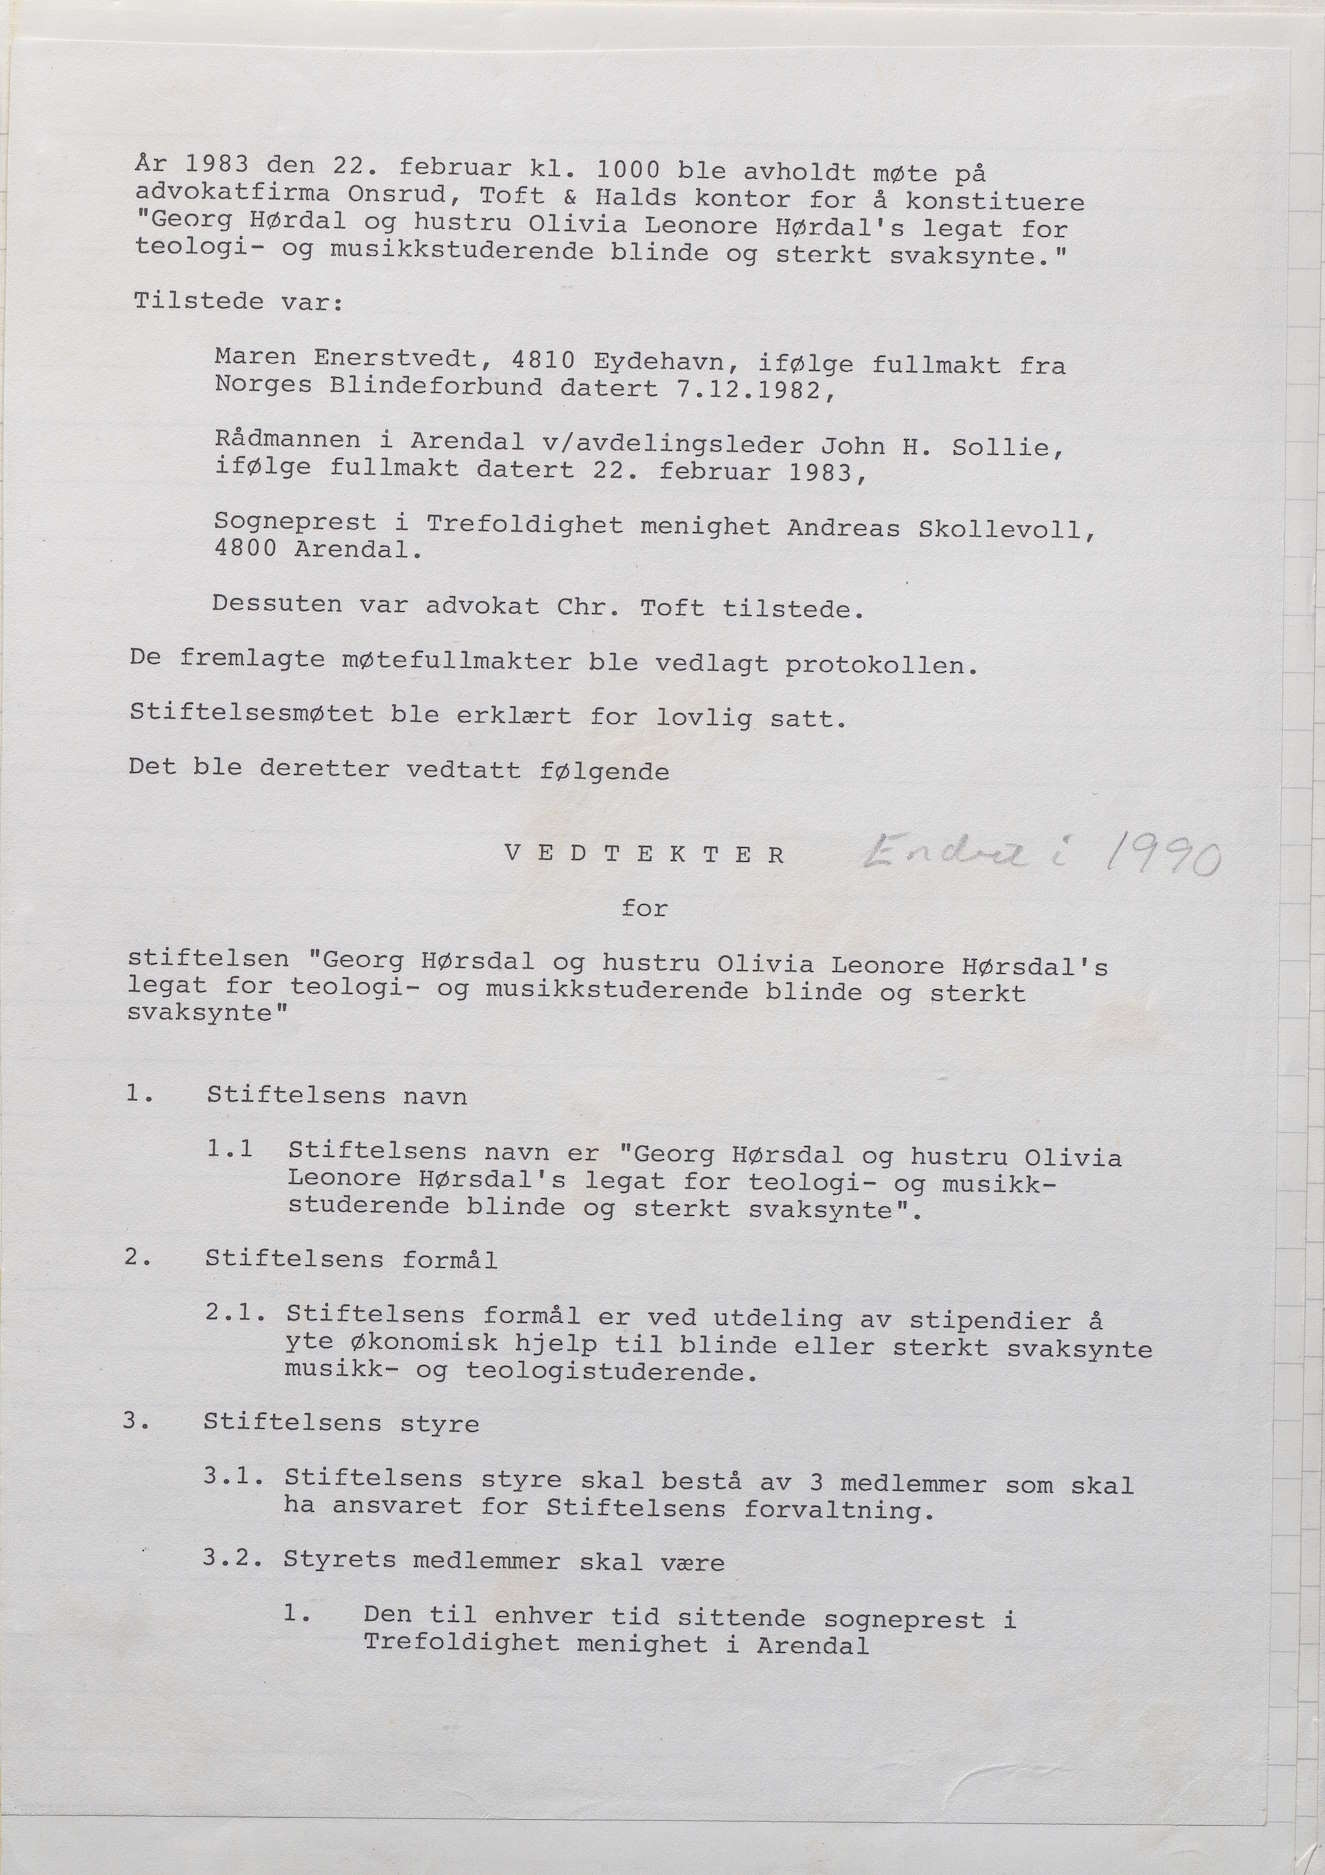 År 1983 den 22. februar kl. 1000 ble avholdt møte på
advokatfirma Onsrud, Toft & Halds kontor for å konstituere
"Georg Hørdal og hustru Olivia Leonore Hørdal's legat for
teologi- og musikkstuderende blinde og sterkt svaksynte."
Tilstede var:
Maren Enerstvedt, 4810 Eydehavn, ifølge fullmakt fra
Norges Blindeforbund datert 7.12.1982,
Rådmannen i Arendal v/avdelingsleder John H. Sollie,
ifølge fullmakt datert 22. februar 1983,
Sogneprest i Trefoldighet menighet Andreas Skollevoll,
4800 Arendal.
Dessuten var advokat Chr. Toft tilstede.
De fremlagte møtefullmakter ble vedlagt protokollen.
Stiftelsesmøtet ble erklært for lovlig satt.
Det ble deretter vedtatt følgende
V E D T E K T E R Endret i 1990
for
stiftelsen "Georg Hørsdal og hustru Olivia Leonore Hørsdal's
legat for teologi- og musikkstuderende blinde og sterkt
svaksynte"
1. Stiftelsens navn
1.1 Stiftelsens navn er "Georg Hørsdal og hustru Olivia
Leonore Hørsdal's legat for teologi- og musikk-
studerende blinde og sterkt svaksynte".
2. Stiftelsens formål
2.1. Stiftelsens formål er ved utdeling av stipendier å
yte økonomisk hjelp til blinde eller sterkt svaksynte
musikk- og teologistuderende.
3. Stiftelsens styre
3.1. Stiftelsens styre skal bestå av 3 medlemmer som skal
ha ansvaret for Stiftelsens forvaltning.
3.2. Styrets medlemmer skal være
1. Den til enhver tid sittende sogneprest i
Trefoldighet menighet i Arendal